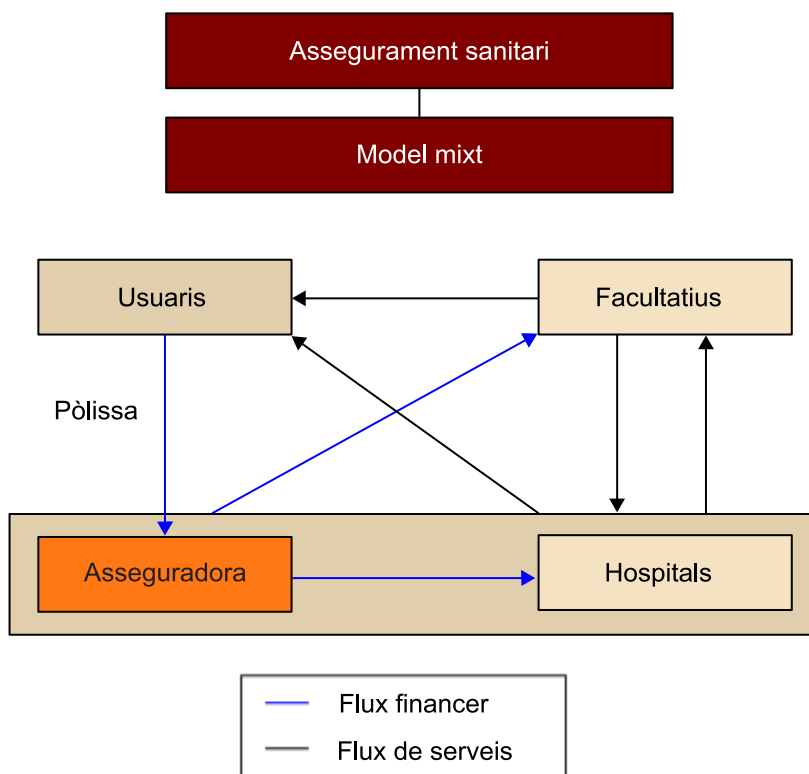 Assegurament sanitari
Model mixt
Usuaris
Facultatius
Pòlissa
Asseguradora
Hospitals
Flux financer
Flux de serveis